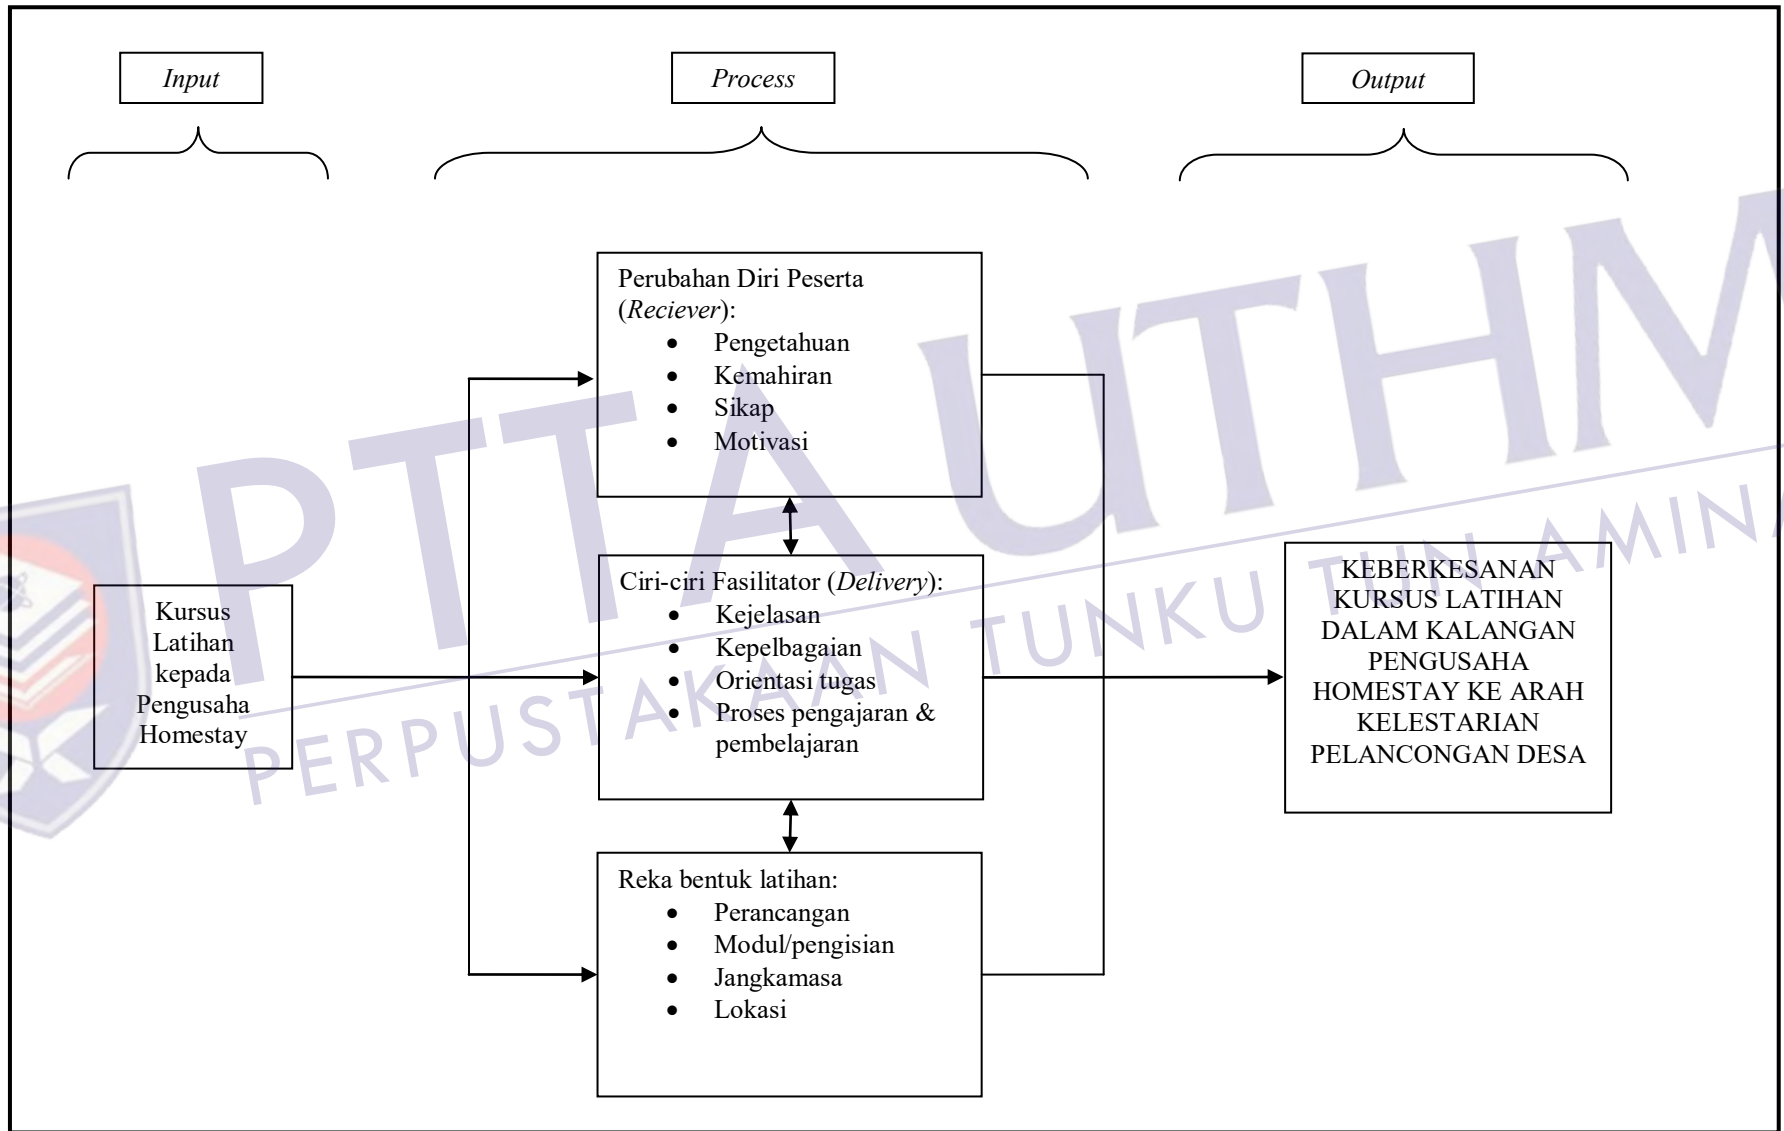 Input
Process
Output
Perubahan Diri Peserta
(Reciever):
• Pengetahuan
• Kemahiran
• Sikap
• Motivasi
Kursus
Latihan
kepada
Pengusaha
Homestay
Ciri-ciri Fasilitator (Delivery):
• Kejelasan
• Kepelbagaian
• Orientasi tugas
• Proses pengajaran &
pembelajaran
Reka bentuk latihan:
• Perancangan
• Modul/pengisian
• Jangkamasa
• Lokasi
KEBERKESANAN
KURSUS LATIHAN
DALAM KALANGAN
PENGUSAHA
HOMESTAY KE ARAH
KELESTARIAN
PELANCONGAN DESA
PTTA UTHM
PERPUSTAKAAN TUNKU TUN AMINA